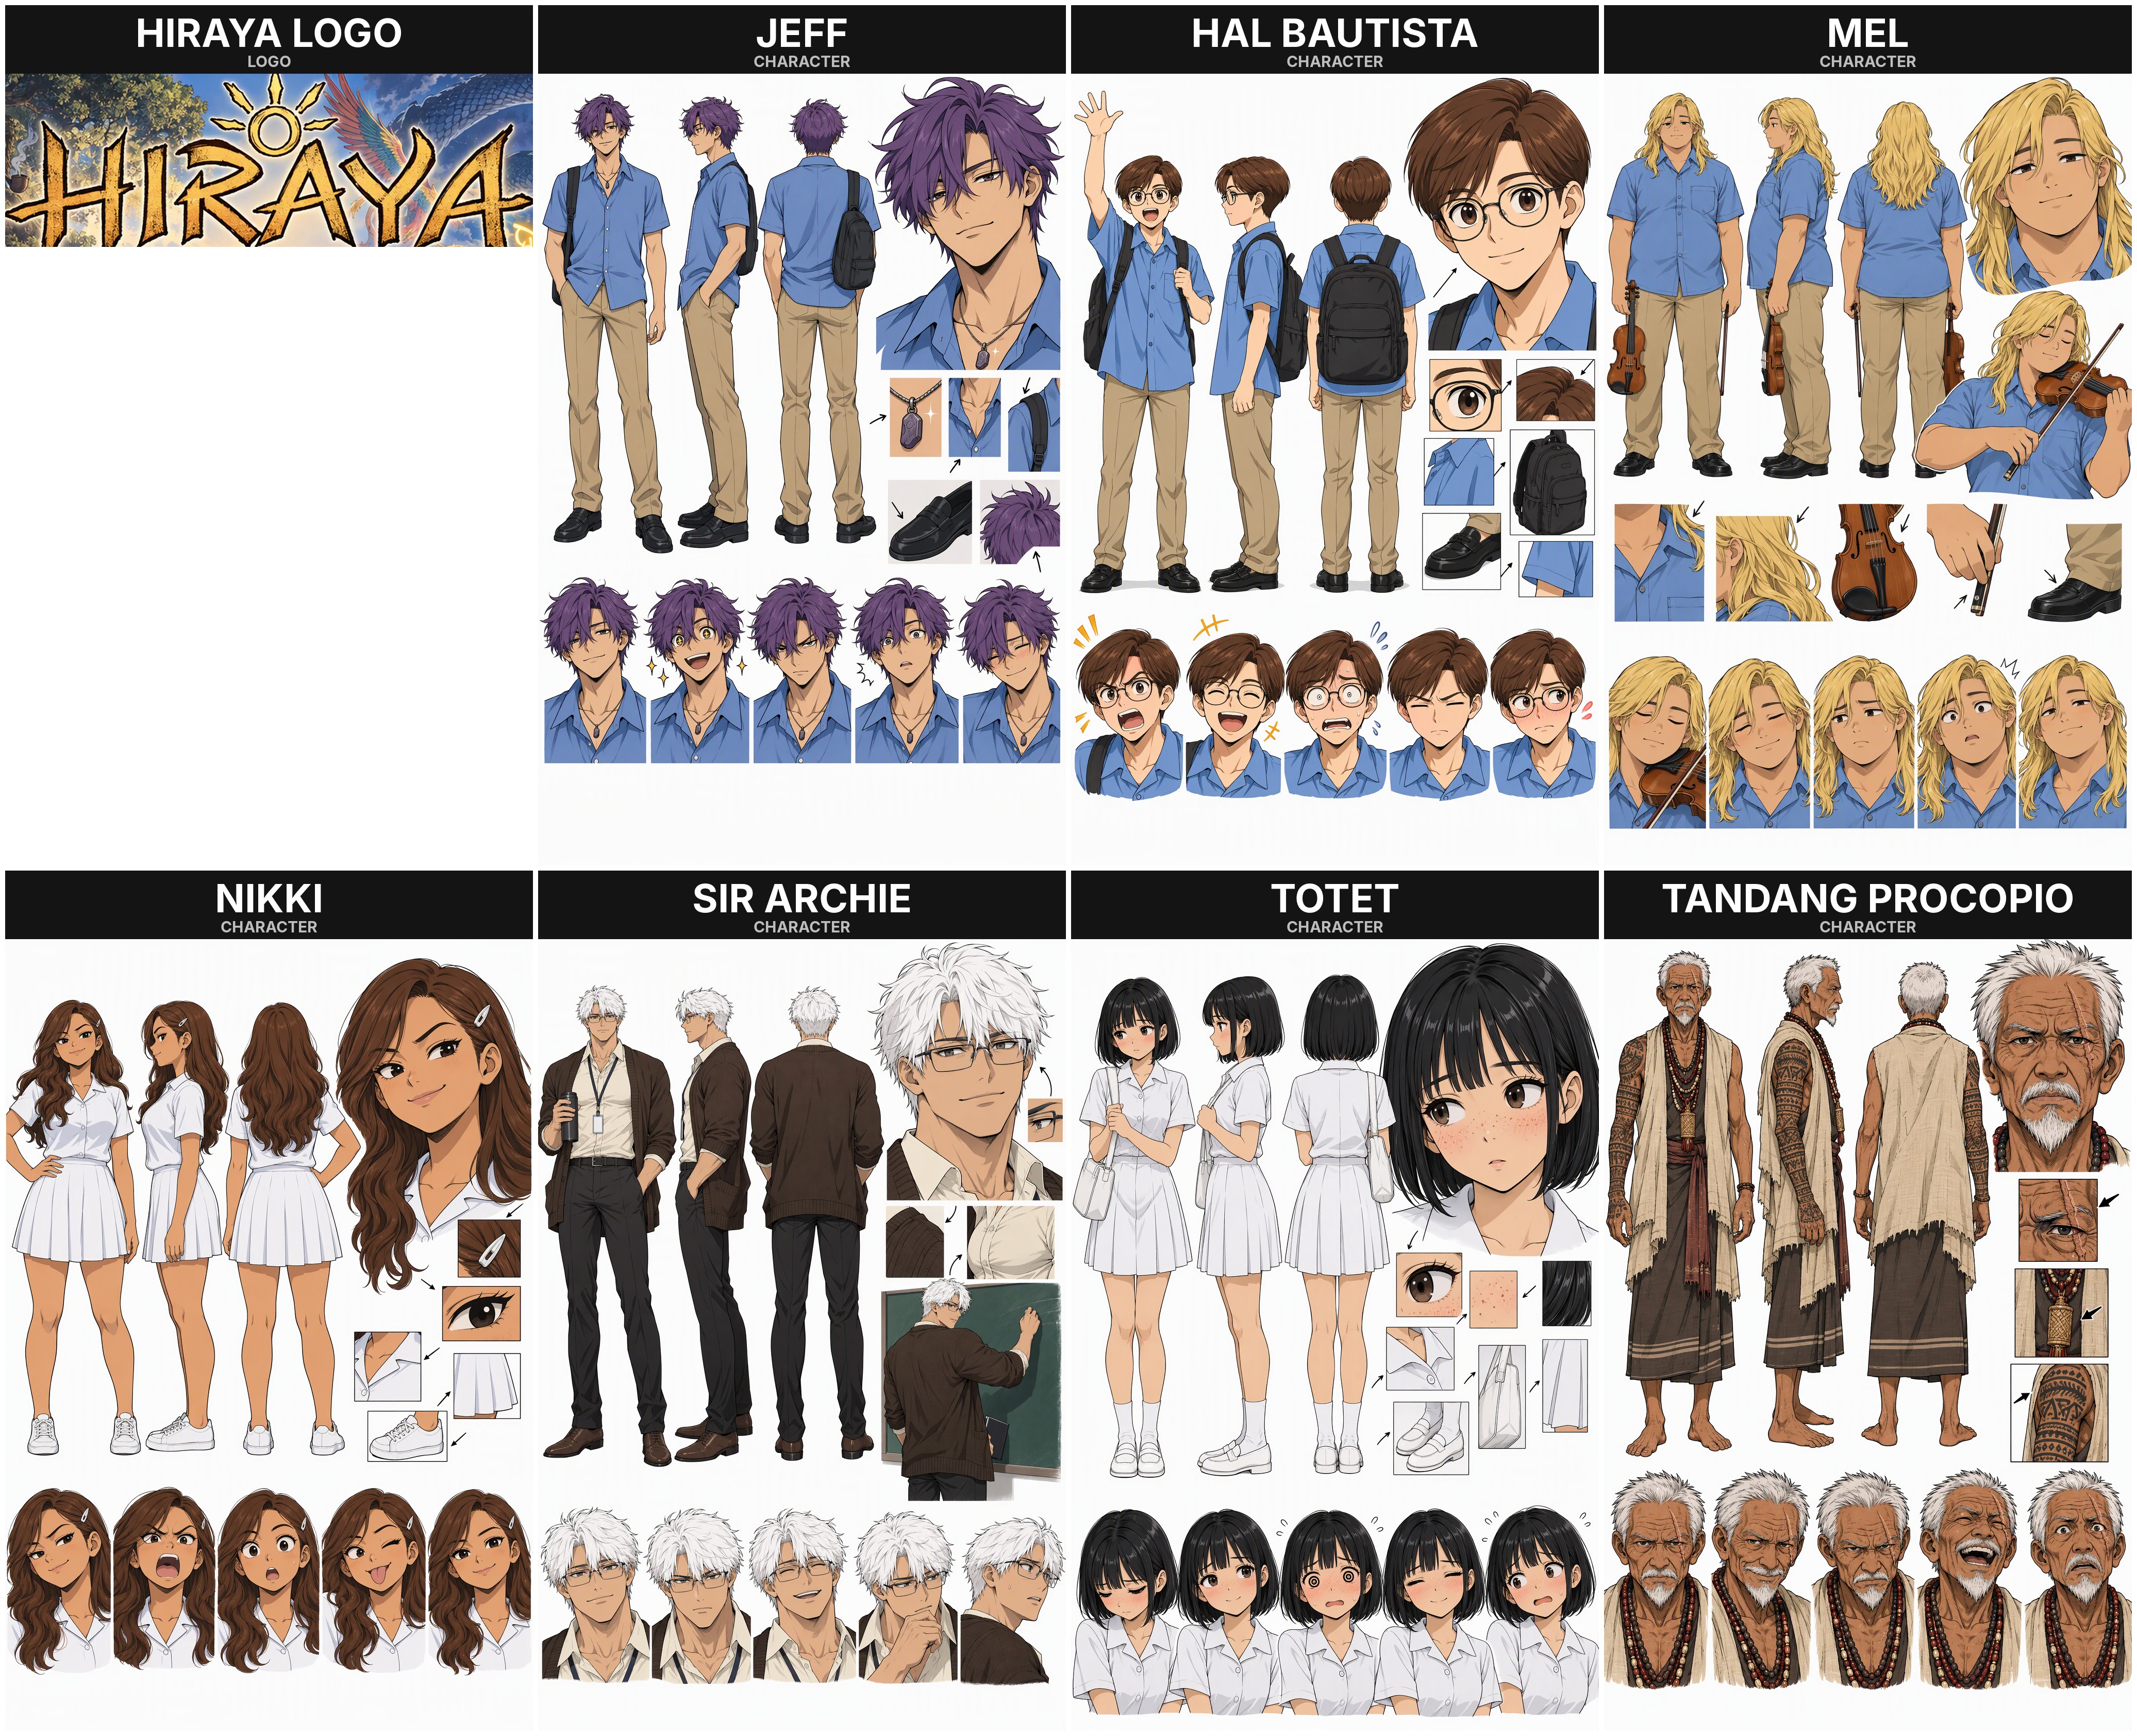 HIRAYA LOGO
LOGO
HIRAYA
JEFF
CHARACTER
HAL BAUTISTA
CHARACTER
MEL
CHARACTER
NIKKI
CHARACTER
SIR ARCHIE
CHARACTER
TOTET
CHARACTER
TANDANG PROCOPIO
CHARACTER